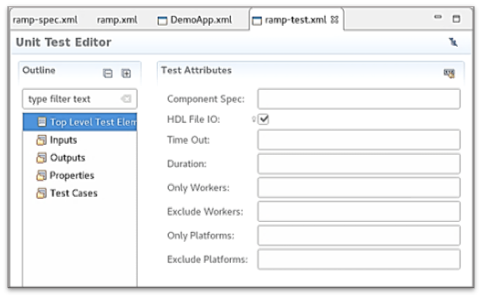 ramp-spec.xml ramp.xml DemoApp.xml ramp-test.xml
Unit Test Editor
Outline
type filter text
Top Level Test Elem
Inputs
Outputs
Properties
Test Cases
Test Attributes
Component Spec:
HDL File IO:
Time Out:
Duration:
Only Workers:
Exclude Workers:
Only Platforms:
Exclude Platforms: